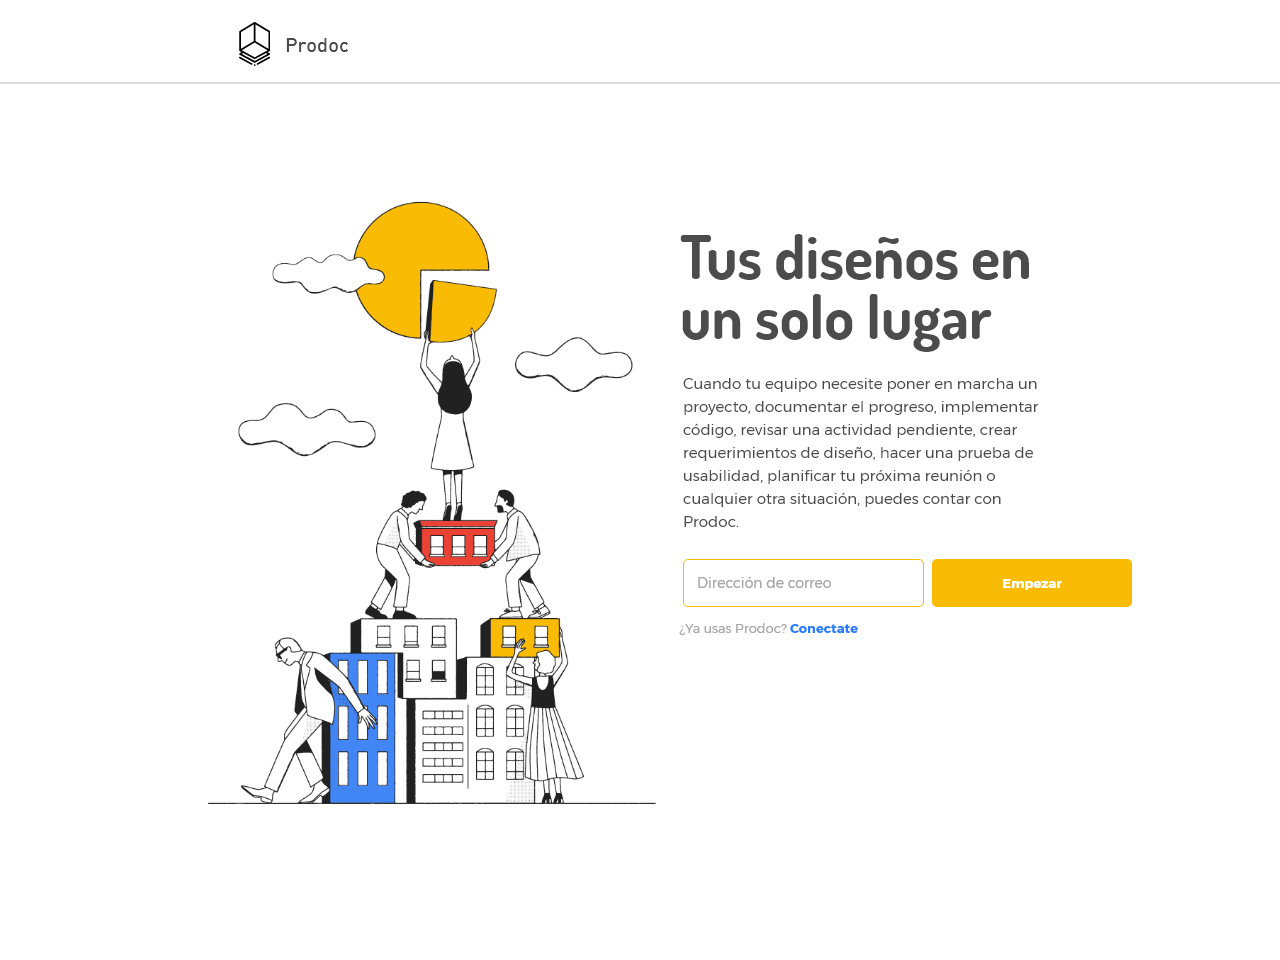 Prodoc
Tus diseños en
un solo lugar
Cuando tu equipo necesite poner en marcha un
proyecto, documentar el progreso, implementar
código, revisar una actividad pendiente, crear
requerimientos de diseño, hacer una prueba de
usabilidad, planificar tu próxima reunión o
cualquier otra situación, puedes contar con
Prodoc.
Dirección de correo
Empezar
¿Ya usas Prodoc? Conectate